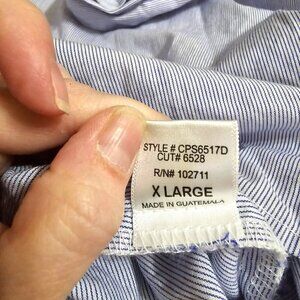 STYLE # CPS6517D
CUT# 6528
R/N# 102711
X LARGE
MADE IN GUATEMALA